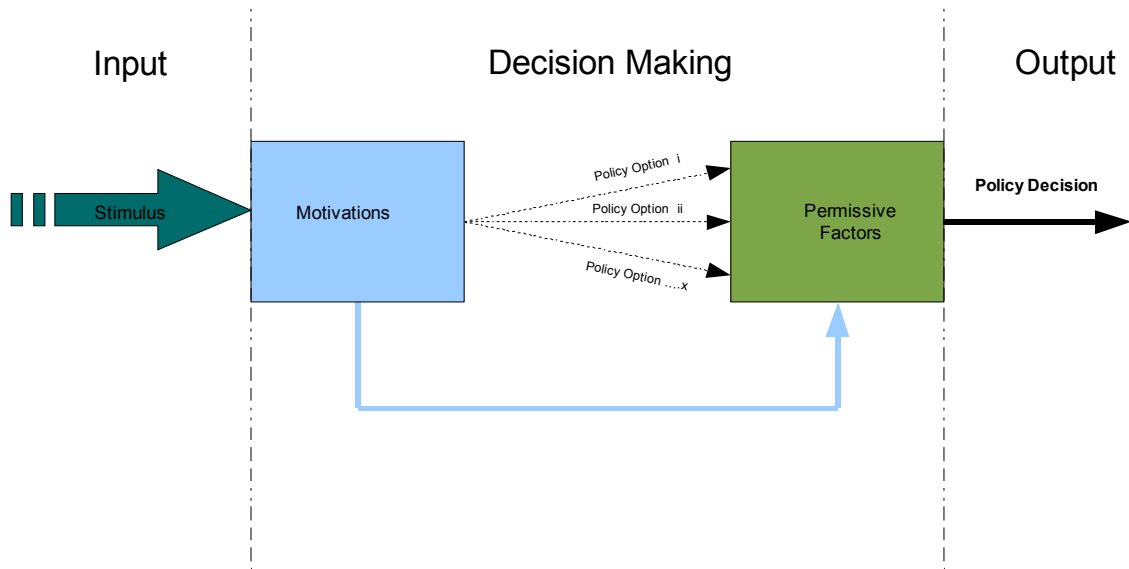 Input
Decision Making
Output
Stimulus
Motivations
Policy Option i
Policy Option ii
Policy Option ....x
Permissive
Factors
Policy Decision